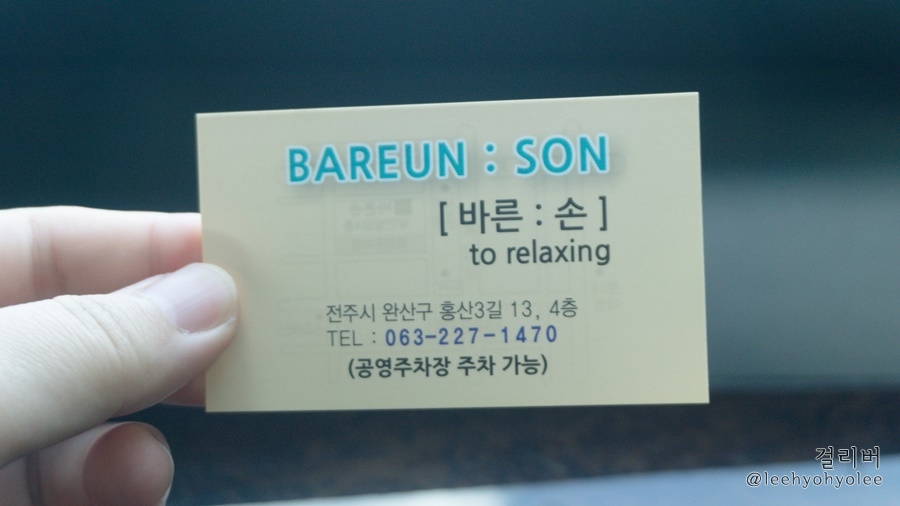 BAREUN : SON
[ 바른 : 손 ]
to relaxing
전주시 완산구 홍산3길 13, 4층
TEL : 063-227-1470
(공영주차장 주차 가능)
걸리버
@leehyohyolee